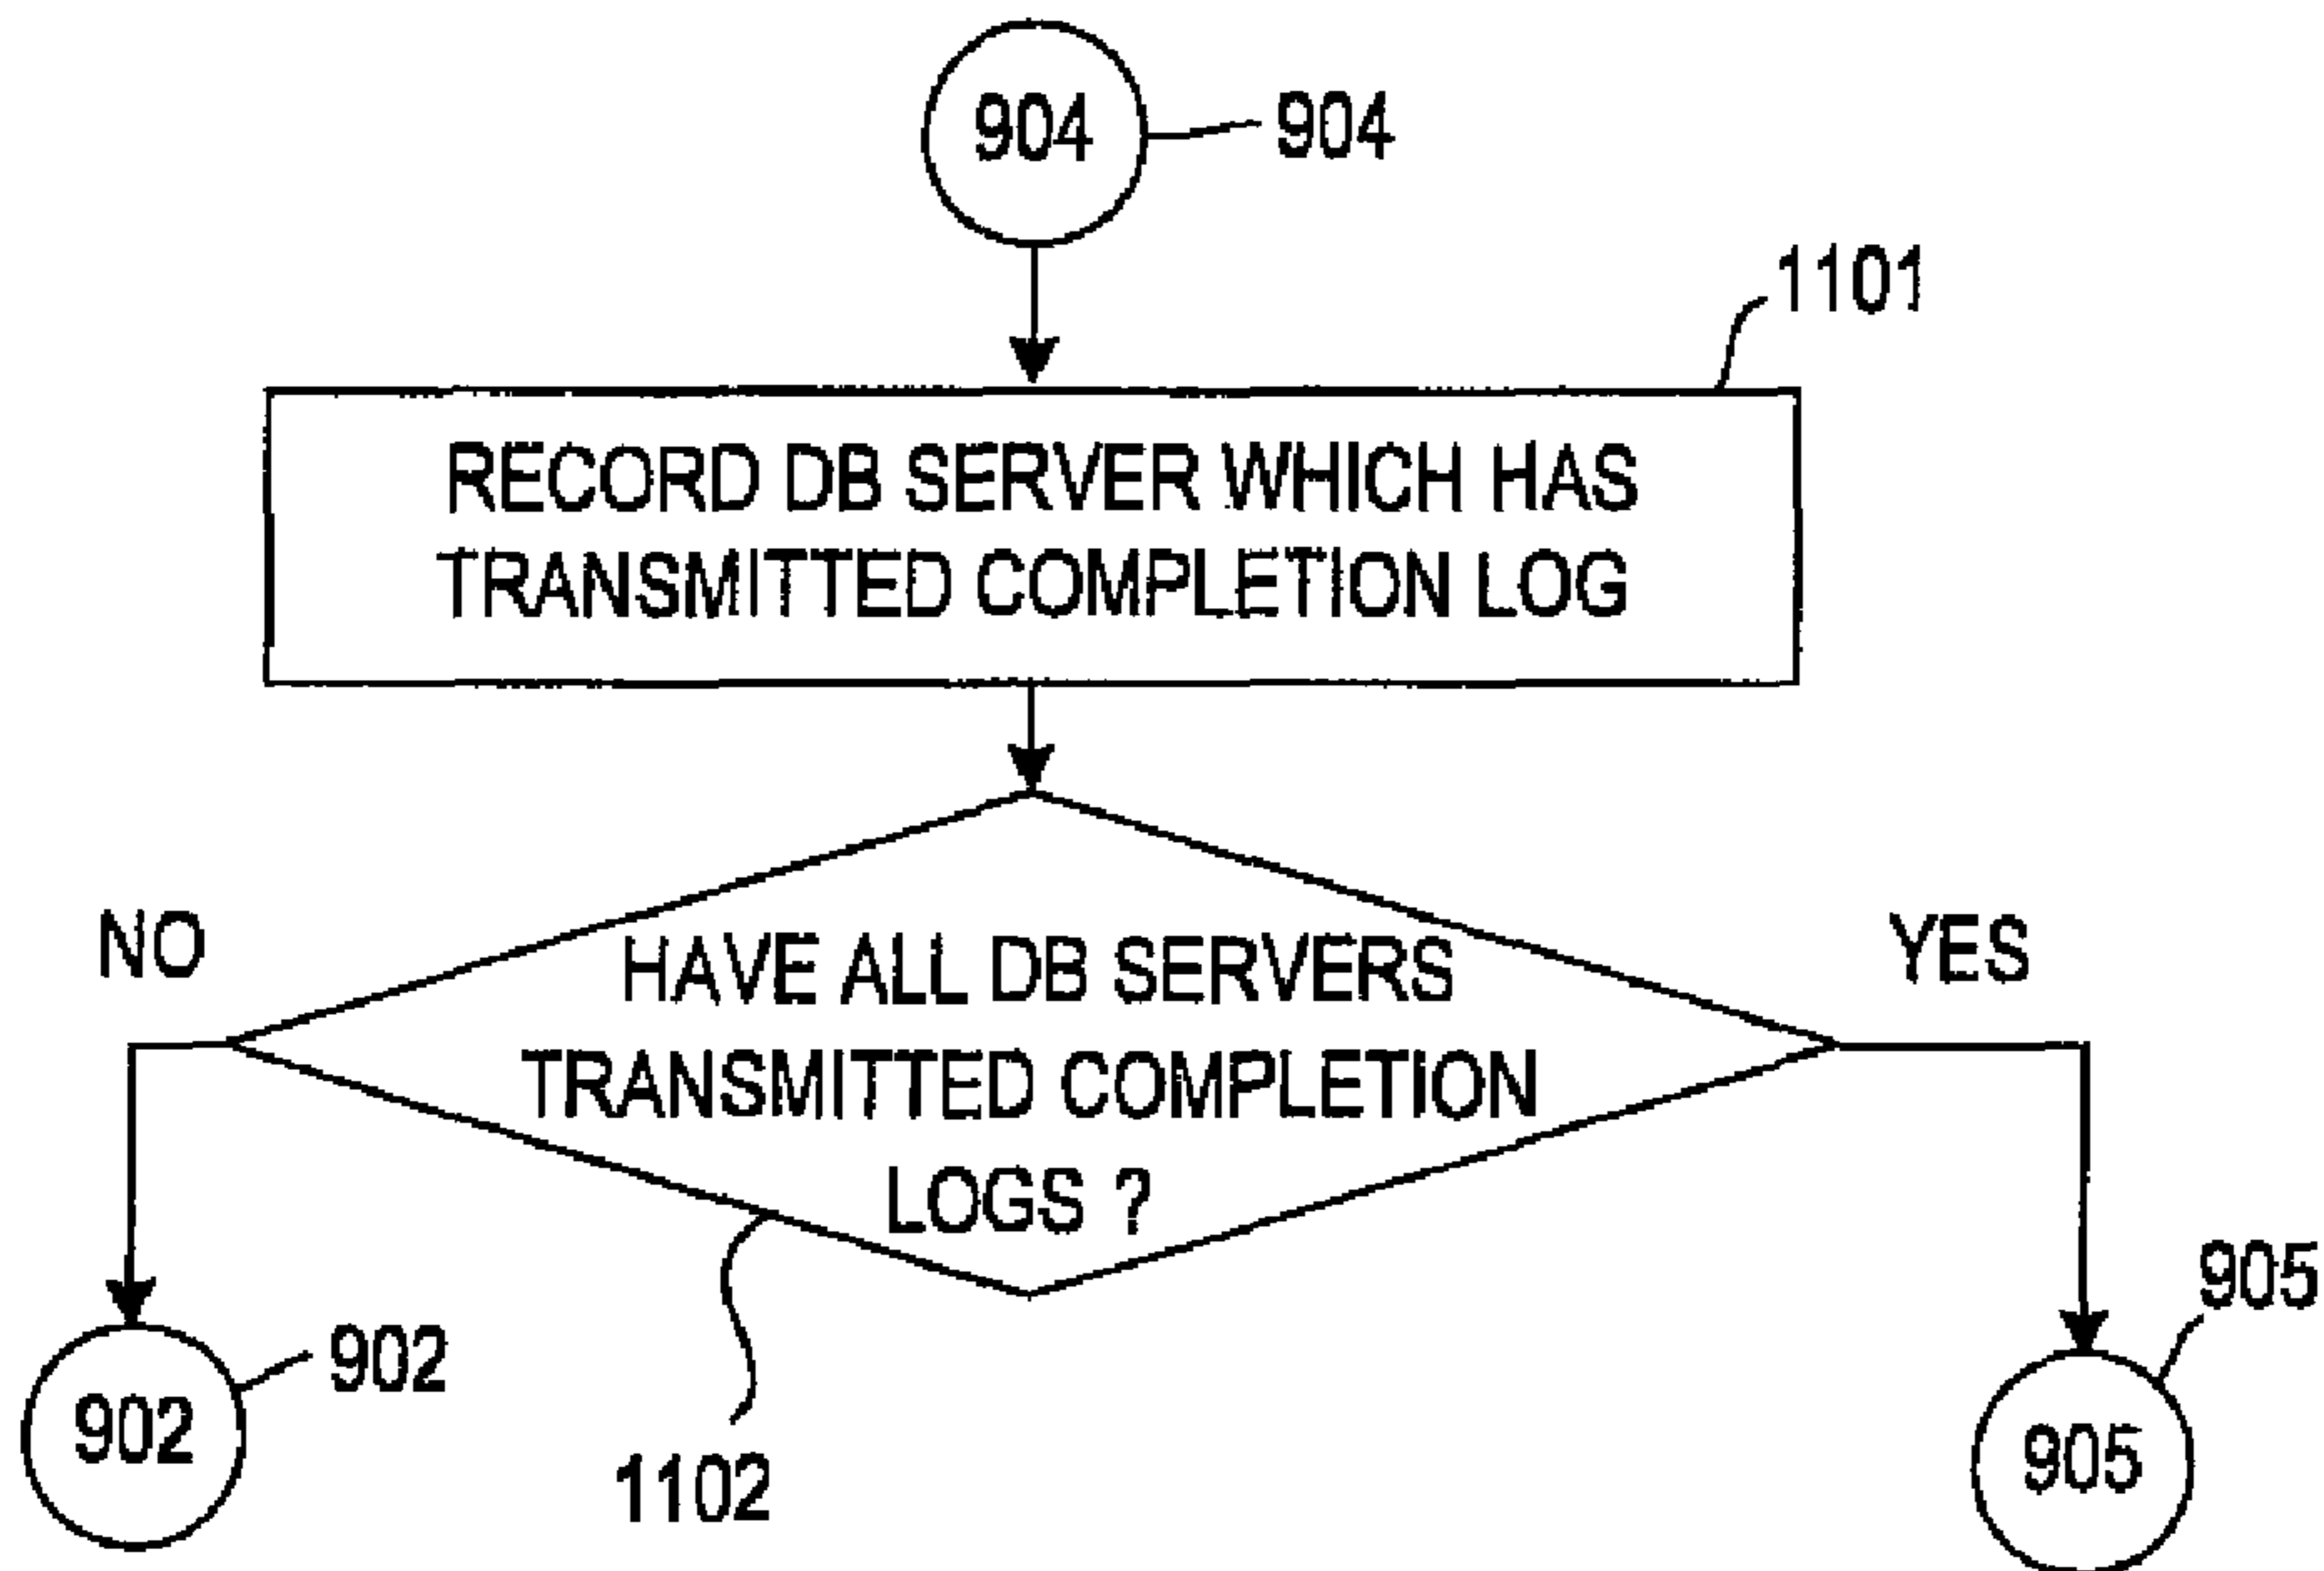 904
904
1101
RECORD DB SERVER WHICH HAS
TRANSMITTED COMPLETION LOG
NO
YES
HAVE ALL DB SERVERS
TRANSMITTED COMPLETION
LOGS ?
905
902
902
905
1102